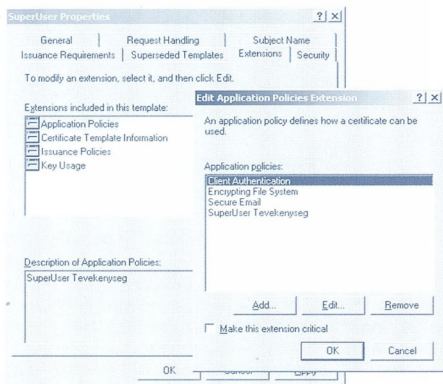 SuperUser Properties
General
Request Handling
Subject Name
Issuance Requirements
Superseded Templates
Extensions
Security
To modify an extension, select it, and then click Edit.
Extensions included in this template:
Application Policies
Certificate Template Information
Issuance Policies
Key Usage
Description of Application Policies:
SuperUser Tevekenyseg
OK
Cancel
Apply
Edit Application Policies Extension
An application policy defines how a certificate can be
used.
Application policies:
Client Authentication
Encrypting File System
Secure Email
SuperUser Tevekenyseg
Add...
Edit...
Remove
Make this extension critical
OK
Cancel